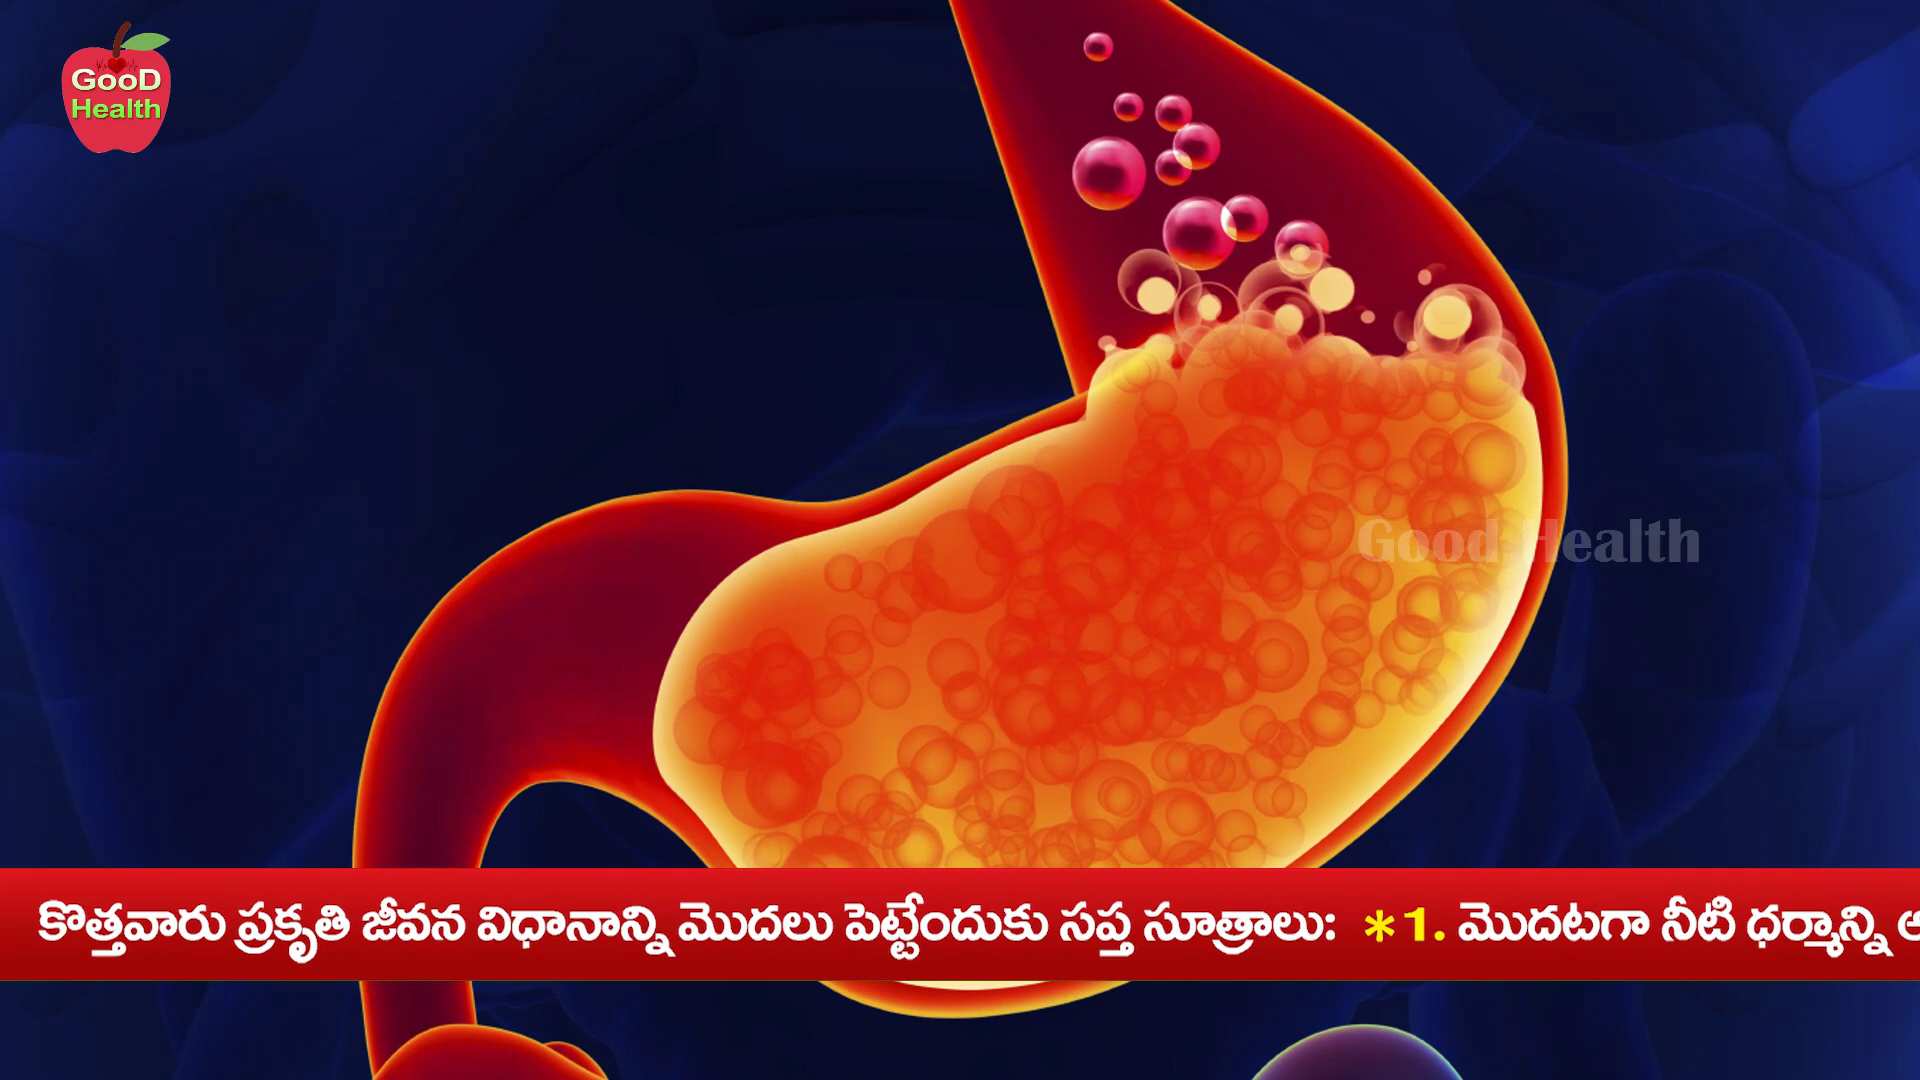 GooD
Health
Good Health
కొత్తవారు ప్రకృతి జీవన విధానాన్ని మొదలు పెట్టేందుకు సప్త సూత్రాలు: *1. మొదటగా నీటి ధర్మాన్ని